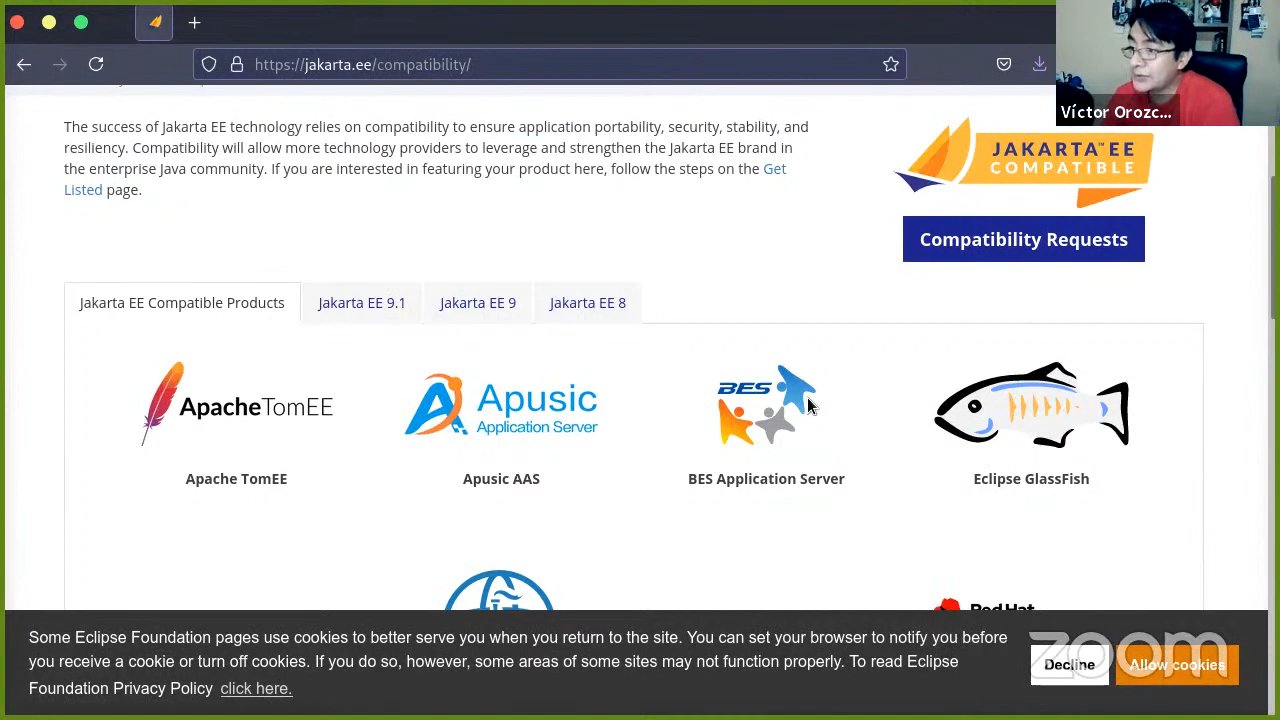 https://jakarta.ee/compatibility/
Víctor Orozc...
The success of Jakarta EE technology relies on compatibility to ensure application portability, security, stability, and
resiliency. Compatibility will allow more technology providers to leverage and strengthen the Jakarta EE brand in
the enterprise Java community. If you are interested in featuring your product here, follow the steps on the Get
Listed page.
JAKARTA™ EE
COMPATIBLE
Compatibility Requests
Jakarta EE Compatible Products
Jakarta EE 9.1
Jakarta EE 9
Jakarta EE 8
ApacheTomEE
Apusic
Application Server
BES
Apache TomEE
Apusic AAS
BES Application Server
Eclipse GlassFish
Red Hat
Some Eclipse Foundation pages use cookies to better serve you when you return to the site. You can set your browser to notify you before
you receive a cookie or turn off cookies. If you do so, however, some areas of some sites may not function properly. To read Eclipse
Foundation Privacy Policy click here.
Decline
Allow cookies
zoom